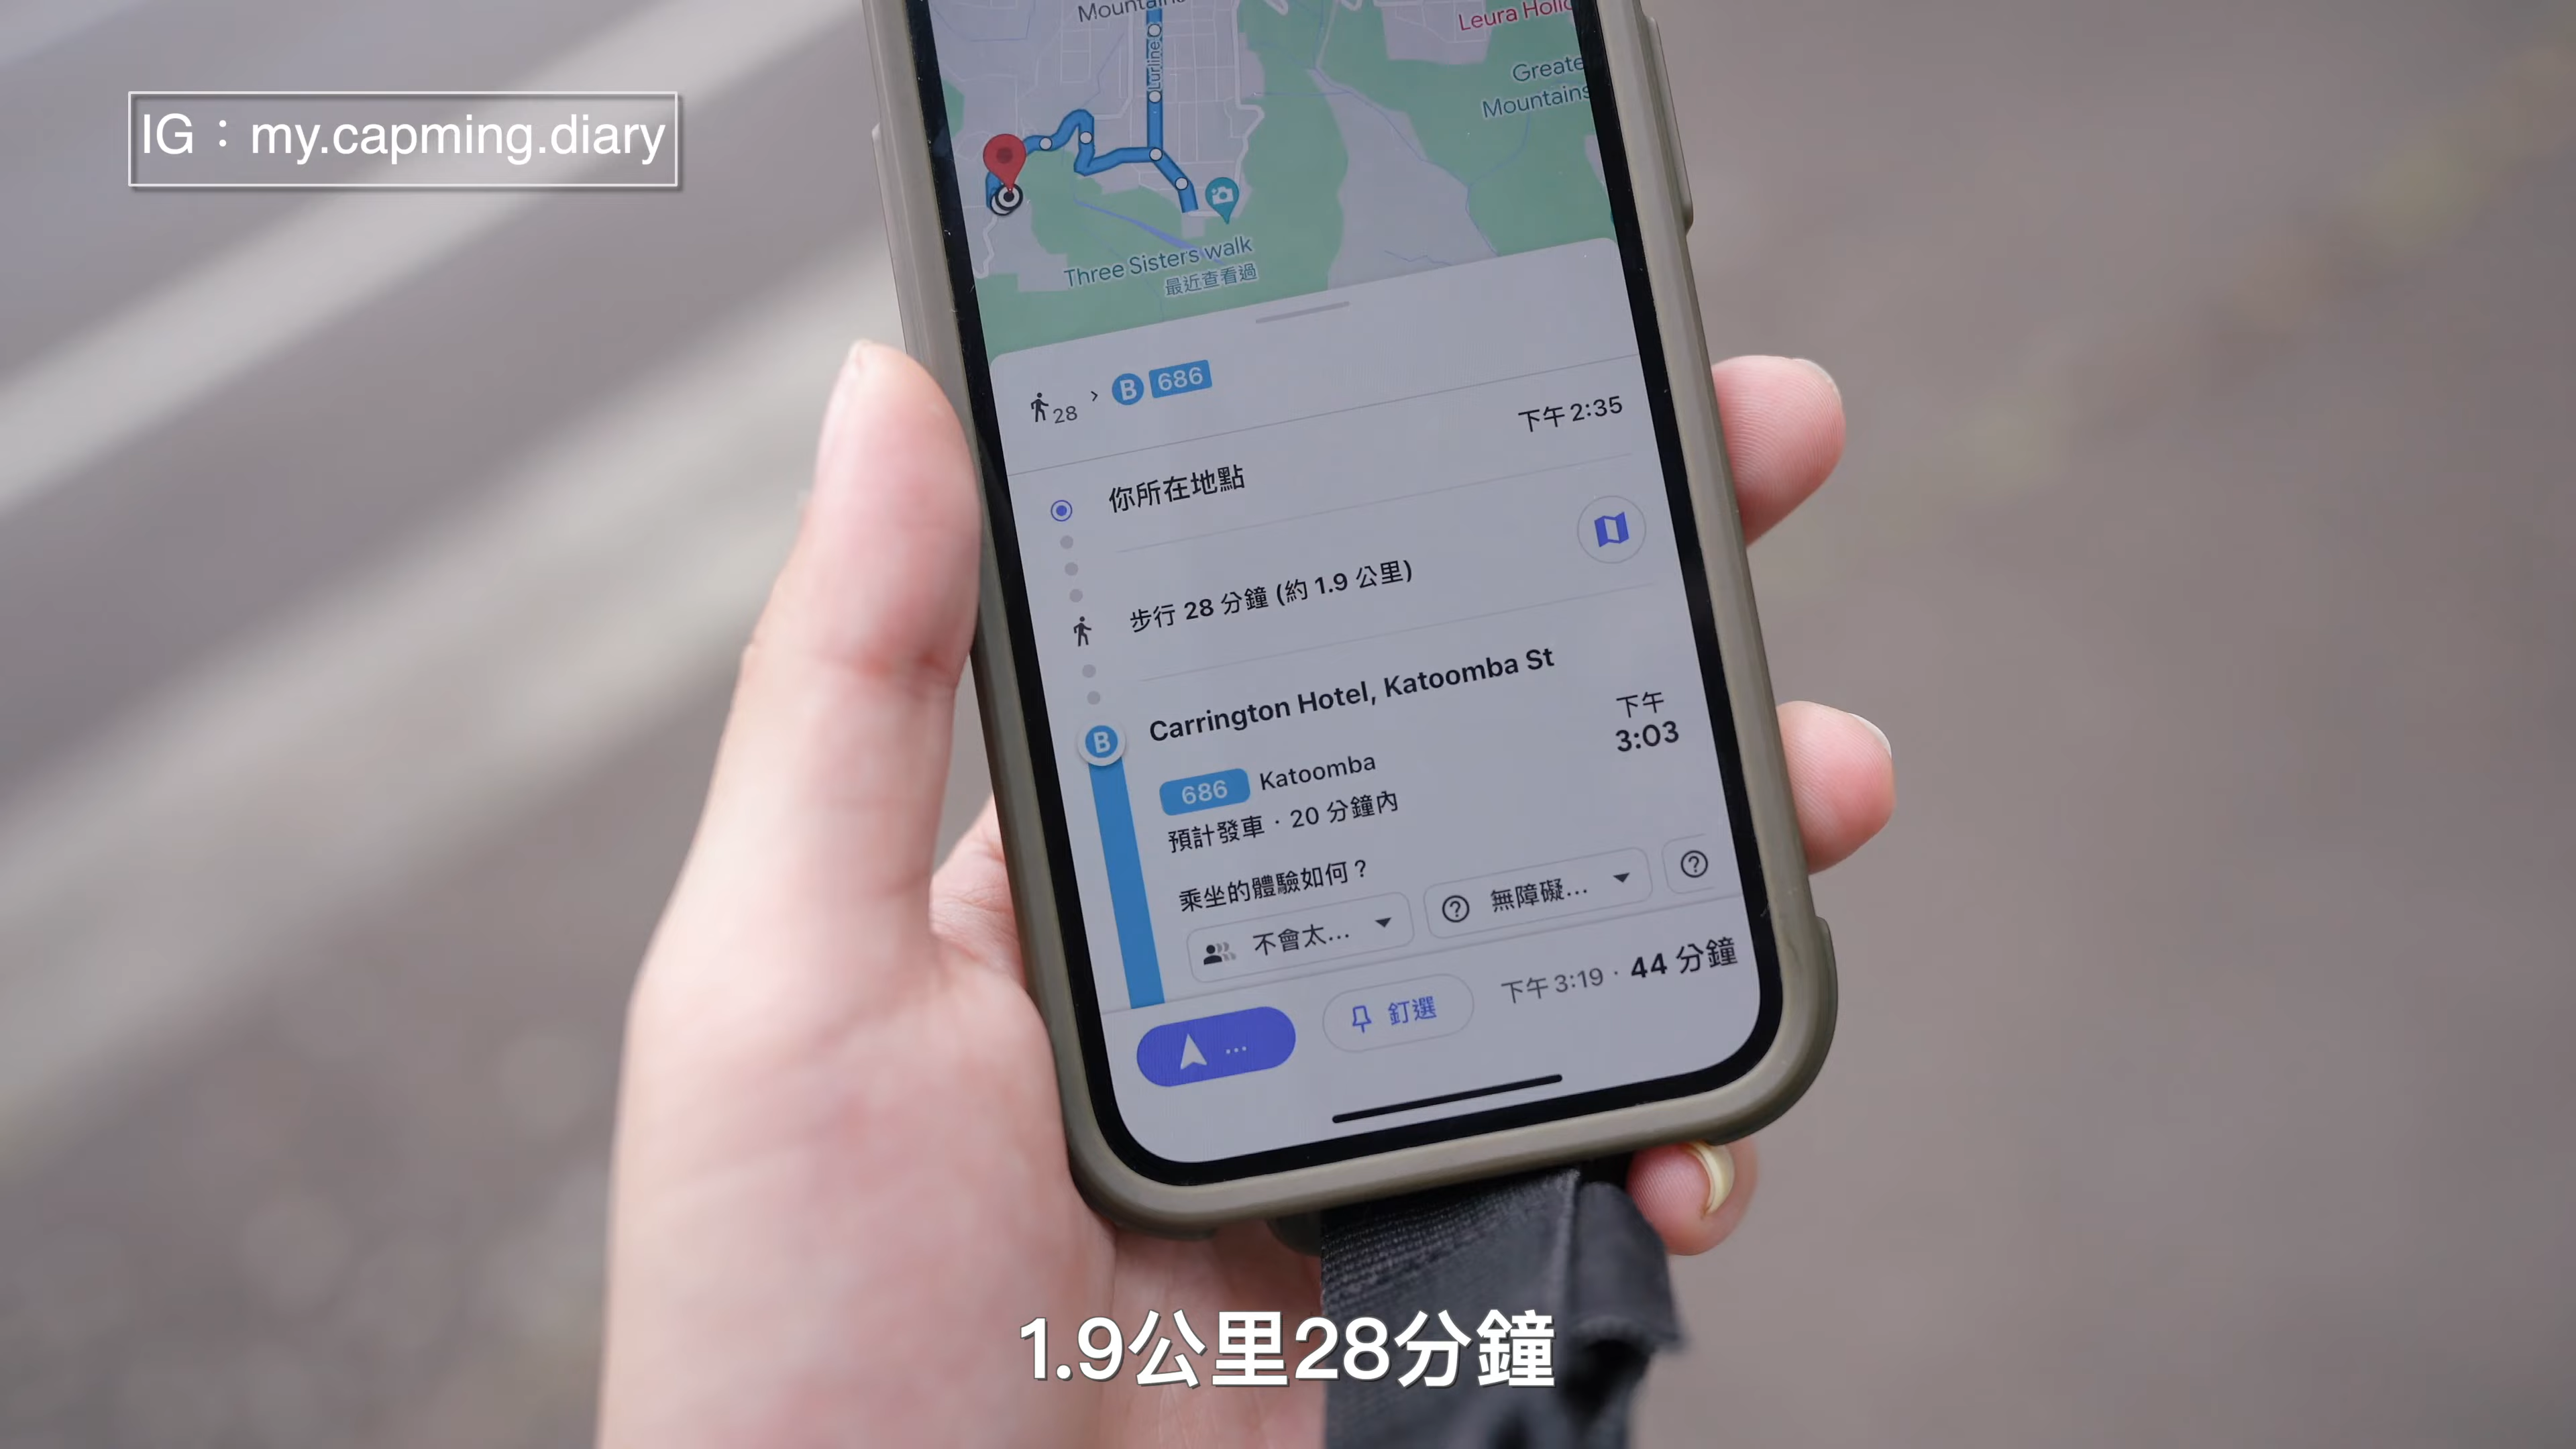 IG：my.capming.diary
Mountains
Lurline
Leura
Greate
Mountains
Three Sisters walk
最近查看過
28 › B 686
下午 2:35
你所在地點
步行 28 分鐘 (約 1.9 公里)
Carrington Hotel, Katoomba St
B
下午
3:03
686 Katoomba
預計發車 · 20 分鐘內
乘坐的體驗如何？
不會太...
無障礙...
... 釘選 下午 3:19 · 44 分鐘
1.9公里28分鐘